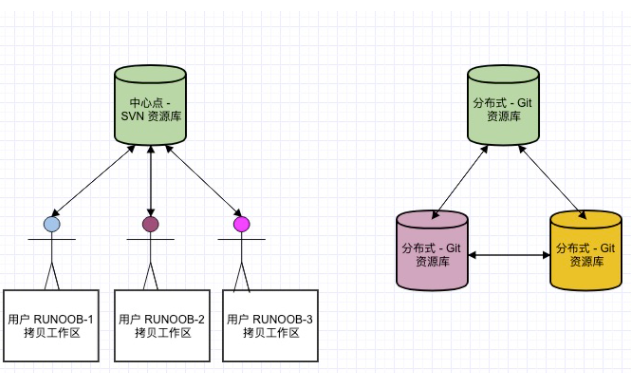 中心点 -
SVN 资源库
用户 RUNOOB-1
拷贝工作区
用户 RUNOOB-2
拷贝工作区
用户 RUNOOB-3
拷贝工作区
分布式 - Git
资源库
分布式 - Git
资源库
分布式 - Git
资源库